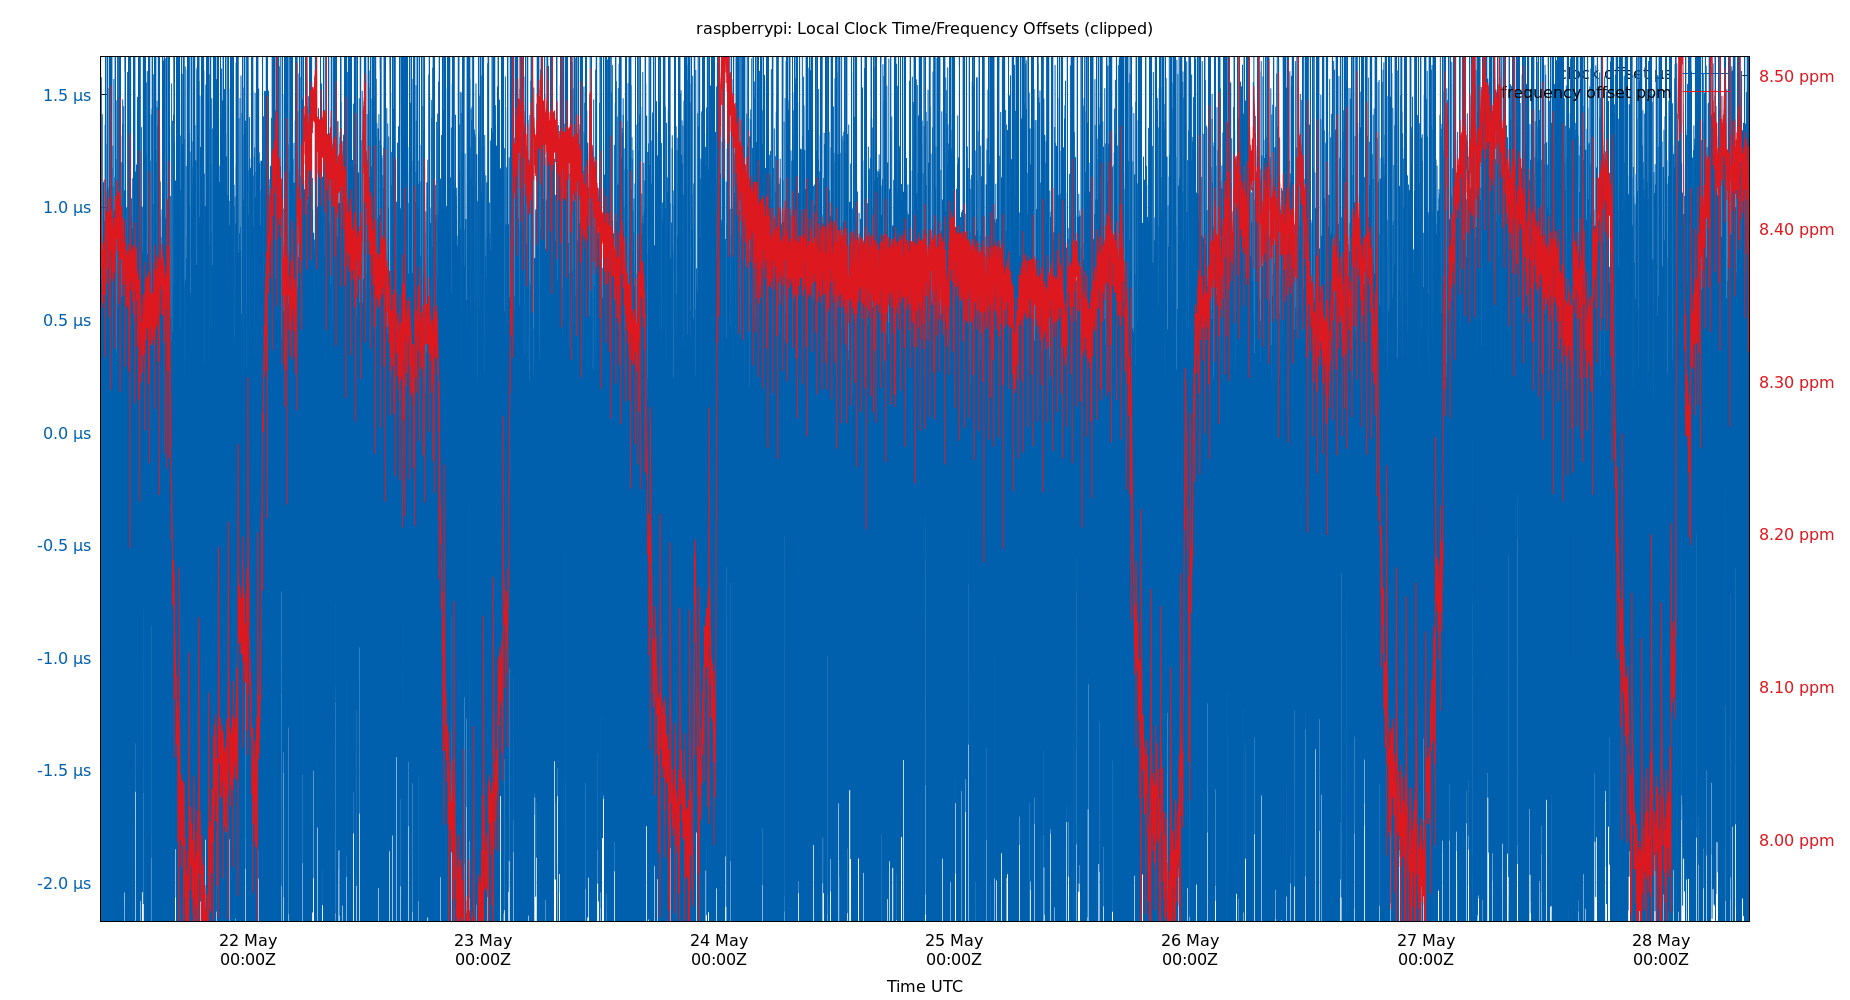 raspberrypi: Local Clock Time/Frequency Offsets (clipped)
clock offset µs
frequency offset ppm
1.5 µs
1.0 µs
0.5 µs
0.0 µs
-0.5 µs
-1.0 µs
-1.5 µs
-2.0 µs
8.50 ppm
8.40 ppm
8.30 ppm
8.20 ppm
8.10 ppm
8.00 ppm
22 May 23 May 24 May 25 May 26 May 27 May 28 May
00:00Z 00:00Z 00:00Z 00:00Z 00:00Z 00:00Z 00:00Z
Time UTC